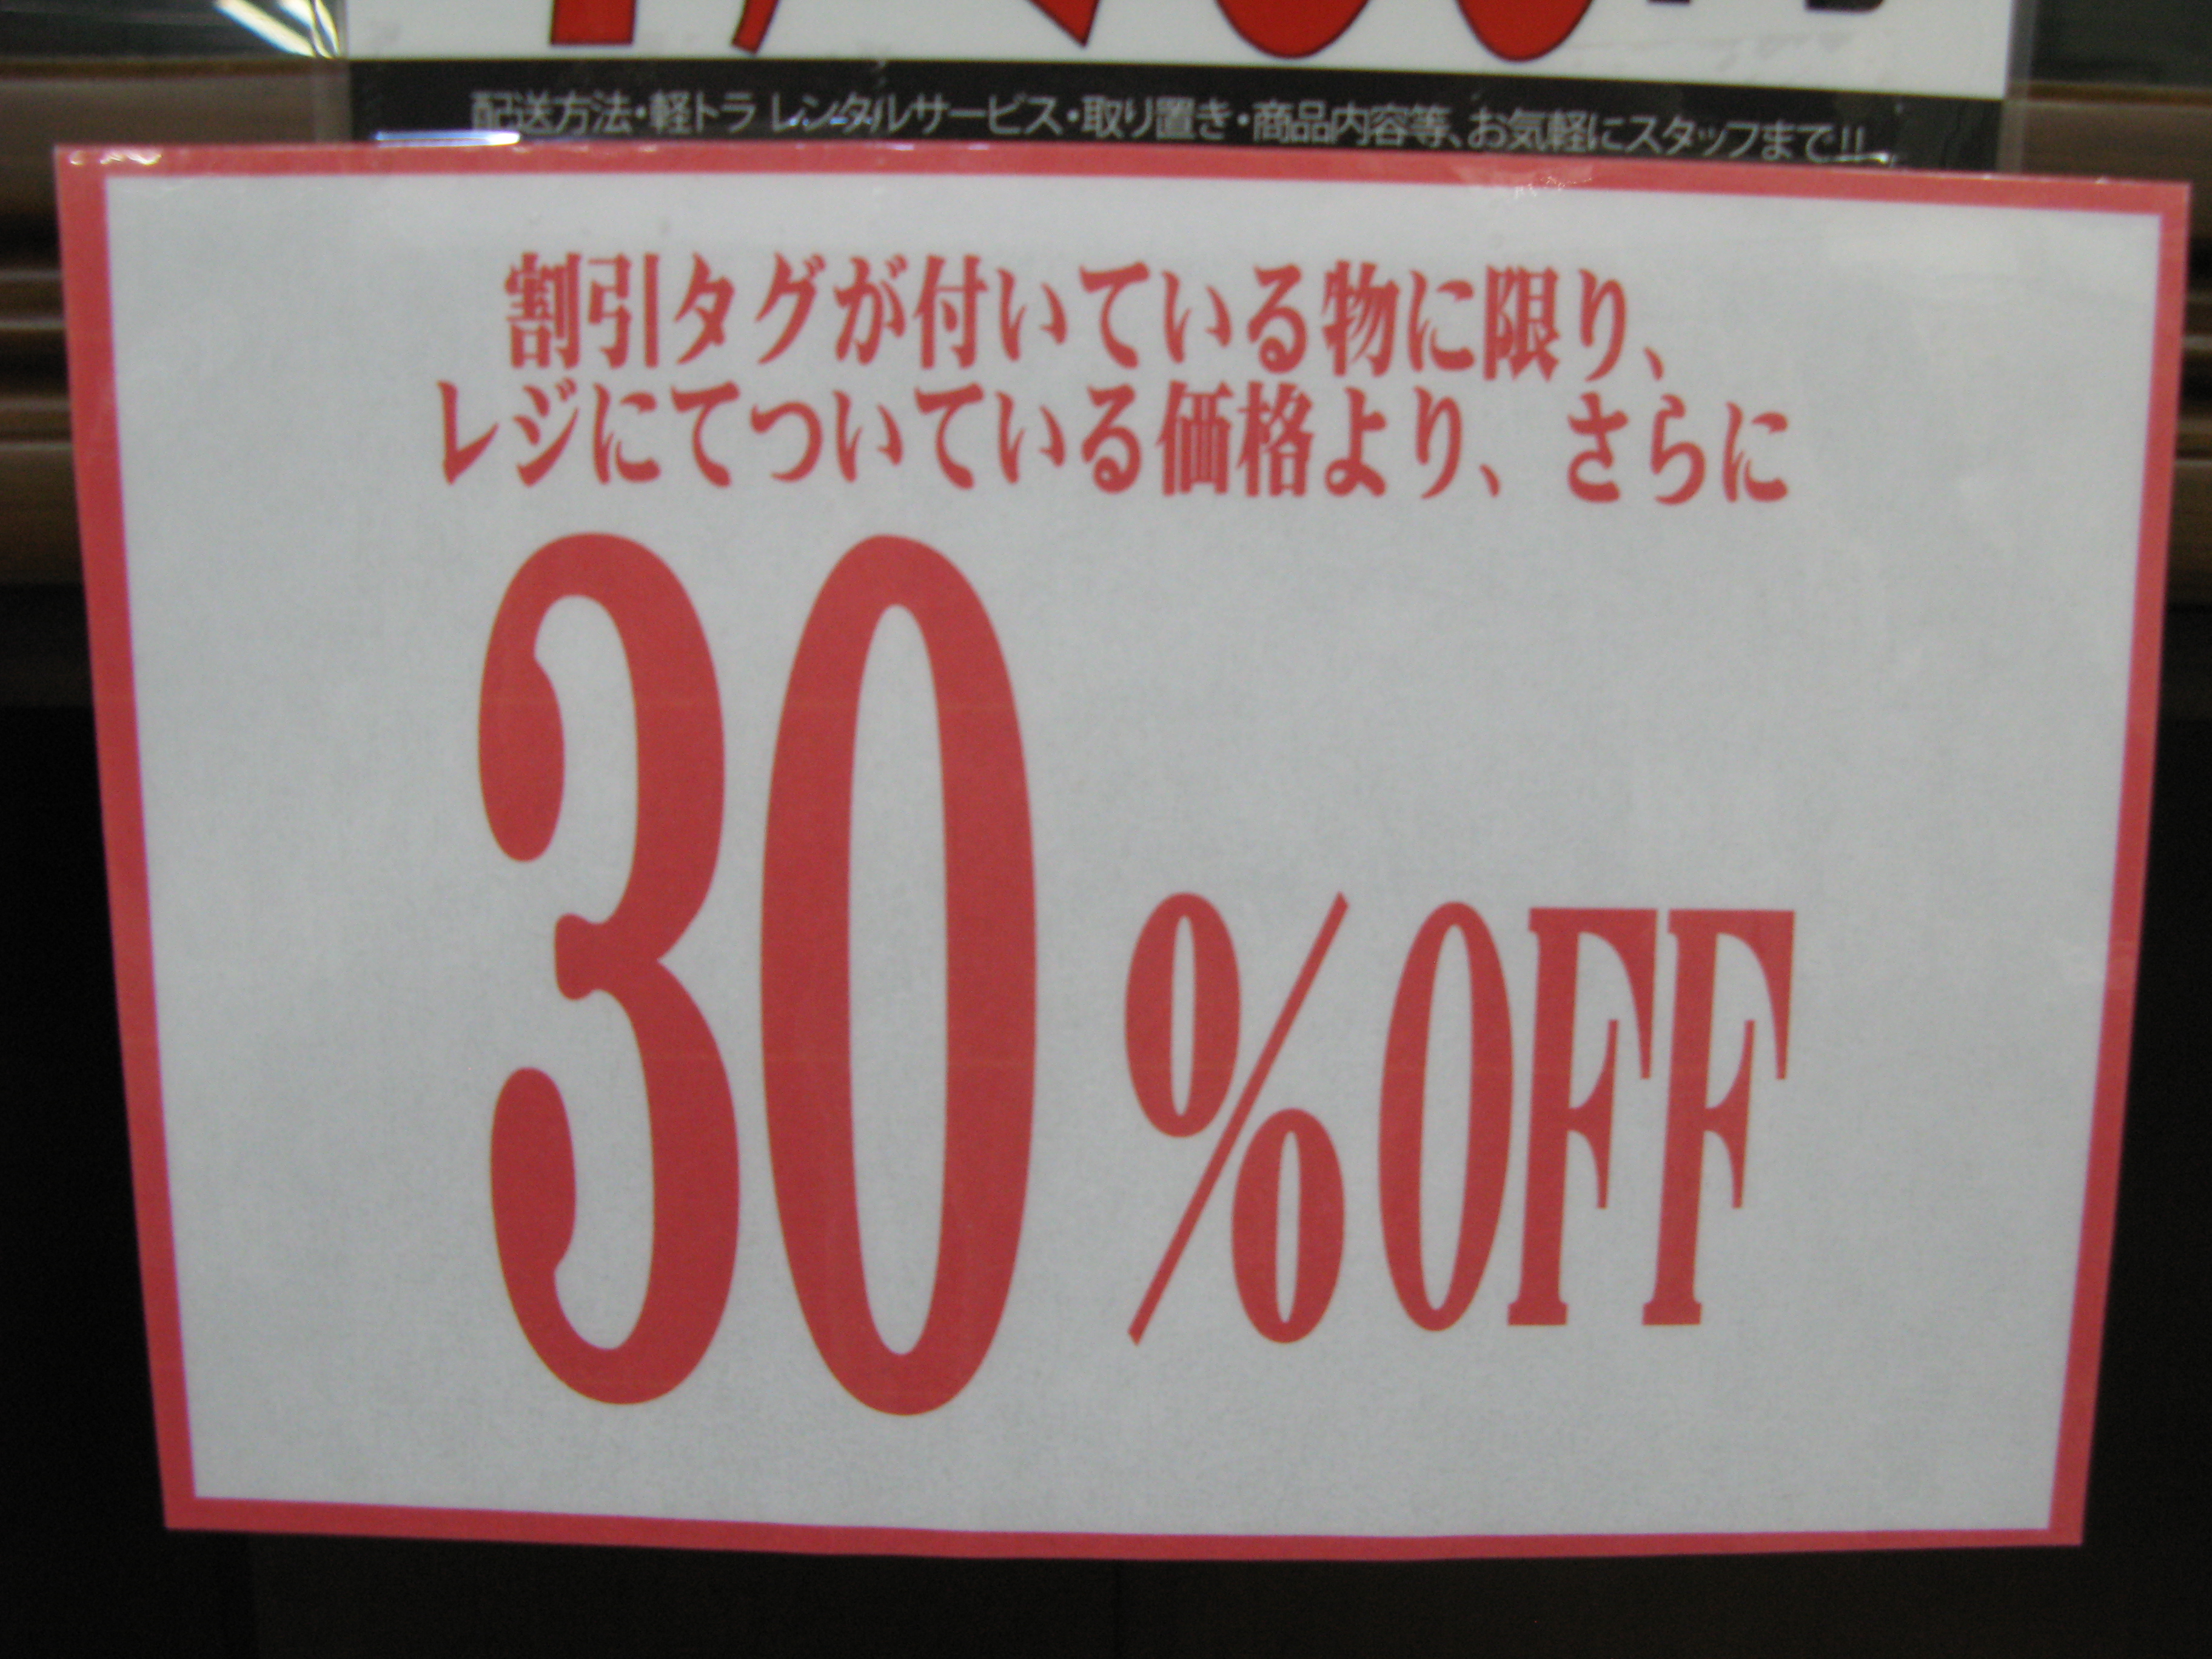 配送方法・軽トラ レンタルサービス・取り置き・商品内容等、お気軽にスタッフまで!!
割引タグが付いている物に限り、
レジにてついている価格より、さらに
30%OFF